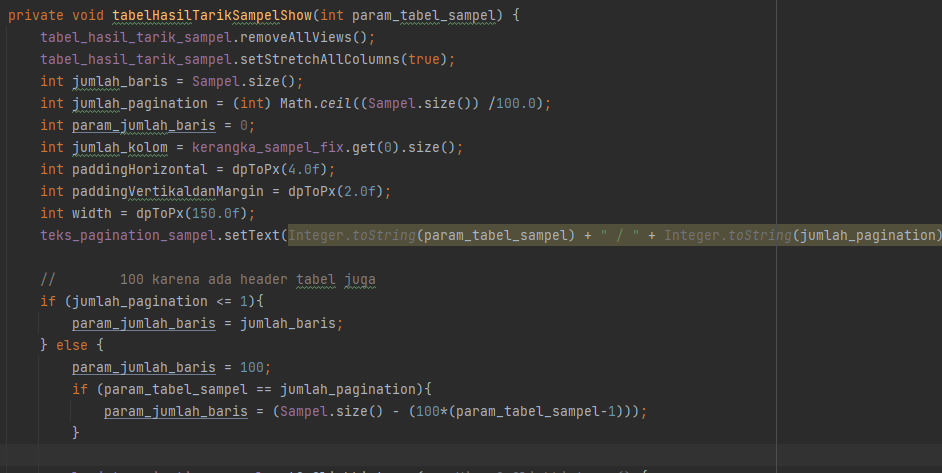 private void tabelHasilTarikSampelShow(int param_tabel_sampel) {
tabel_hasil_tarik_sampel.removeAllViews();
tabel_hasil_tarik_sampel.setStretchAllColumns(true);
int jumlah_baris = Sampel.size();
int jumlah_pagination = (int) Math.ceil((Sampel.size()) /100.0);
int param_jumlah_baris = 0;
int jumlah_kolom = kerangka_sampel_fix.get(0).size();
int paddingHorizontal = dpToPx(4.0f);
int paddingVertikaldanMargin = dpToPx(2.0f);
int width = dpToPx(150.0f);
teks_pagination_sampel.setText(Integer.toString(param_tabel_sampel) + " / " + Integer.toString(jumlah_pagination)
// 100 karena ada header tabel juga
if (jumlah_pagination <= 1){
param_jumlah_baris = jumlah_baris;
} else {
param_jumlah_baris = 100;
if (param_tabel_sampel == jumlah_pagination){
param_jumlah_baris = (Sampel.size() - (100*(param_tabel_sampel-1)));
}